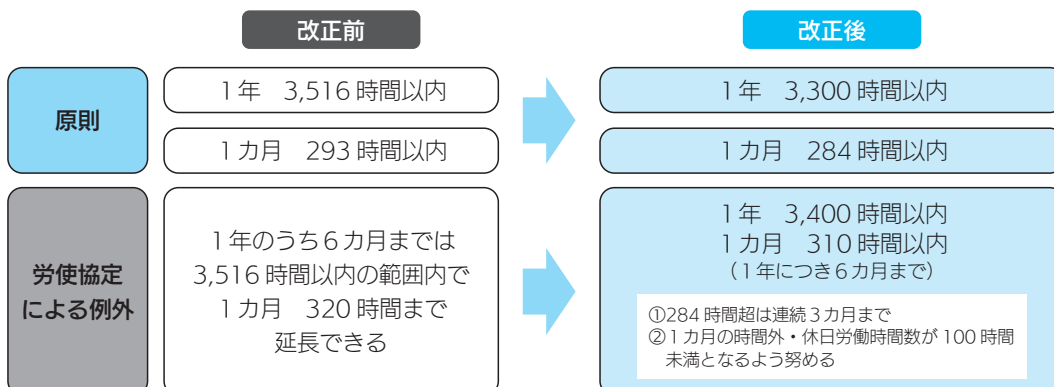 改正前
改正後
原則
1年 3,516時間以内
1カ月 293時間以内
1年 3,300時間以内
1カ月 284時間以内
労使協定
による例外
1年のうち6カ月までは
3,516時間以内の範囲内で
1カ月 320時間まで
延長できる
1年 3,400時間以内
1カ月 310時間以内
(1年につき6カ月まで)
①284時間超は連続3カ月まで
②1カ月の時間外・休日労働時間数が100時間
未満となるよう努める